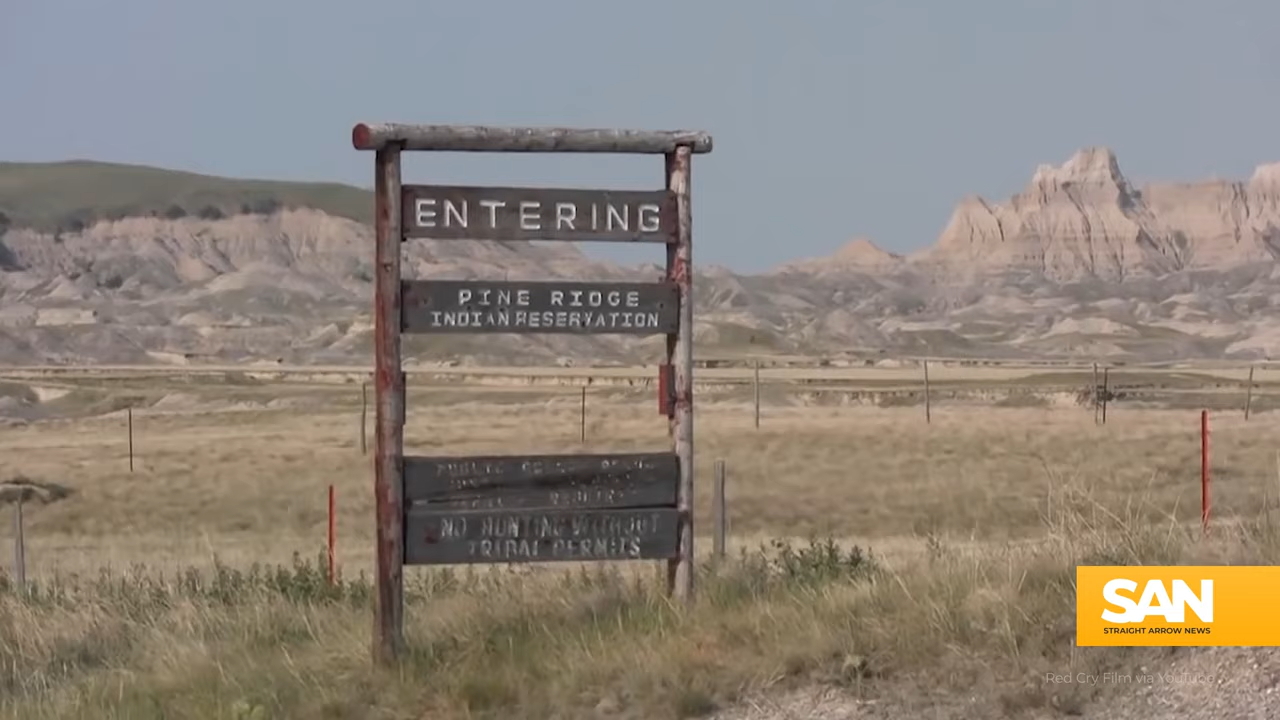 ENTERING
PINE RIDGE
INDIAN RESERVATION
NO HUNTING WITHOUT
TRIBAL PERMITS
SAN
STRAIGHT ARROW NEWS
Red Cry Film via YouTube